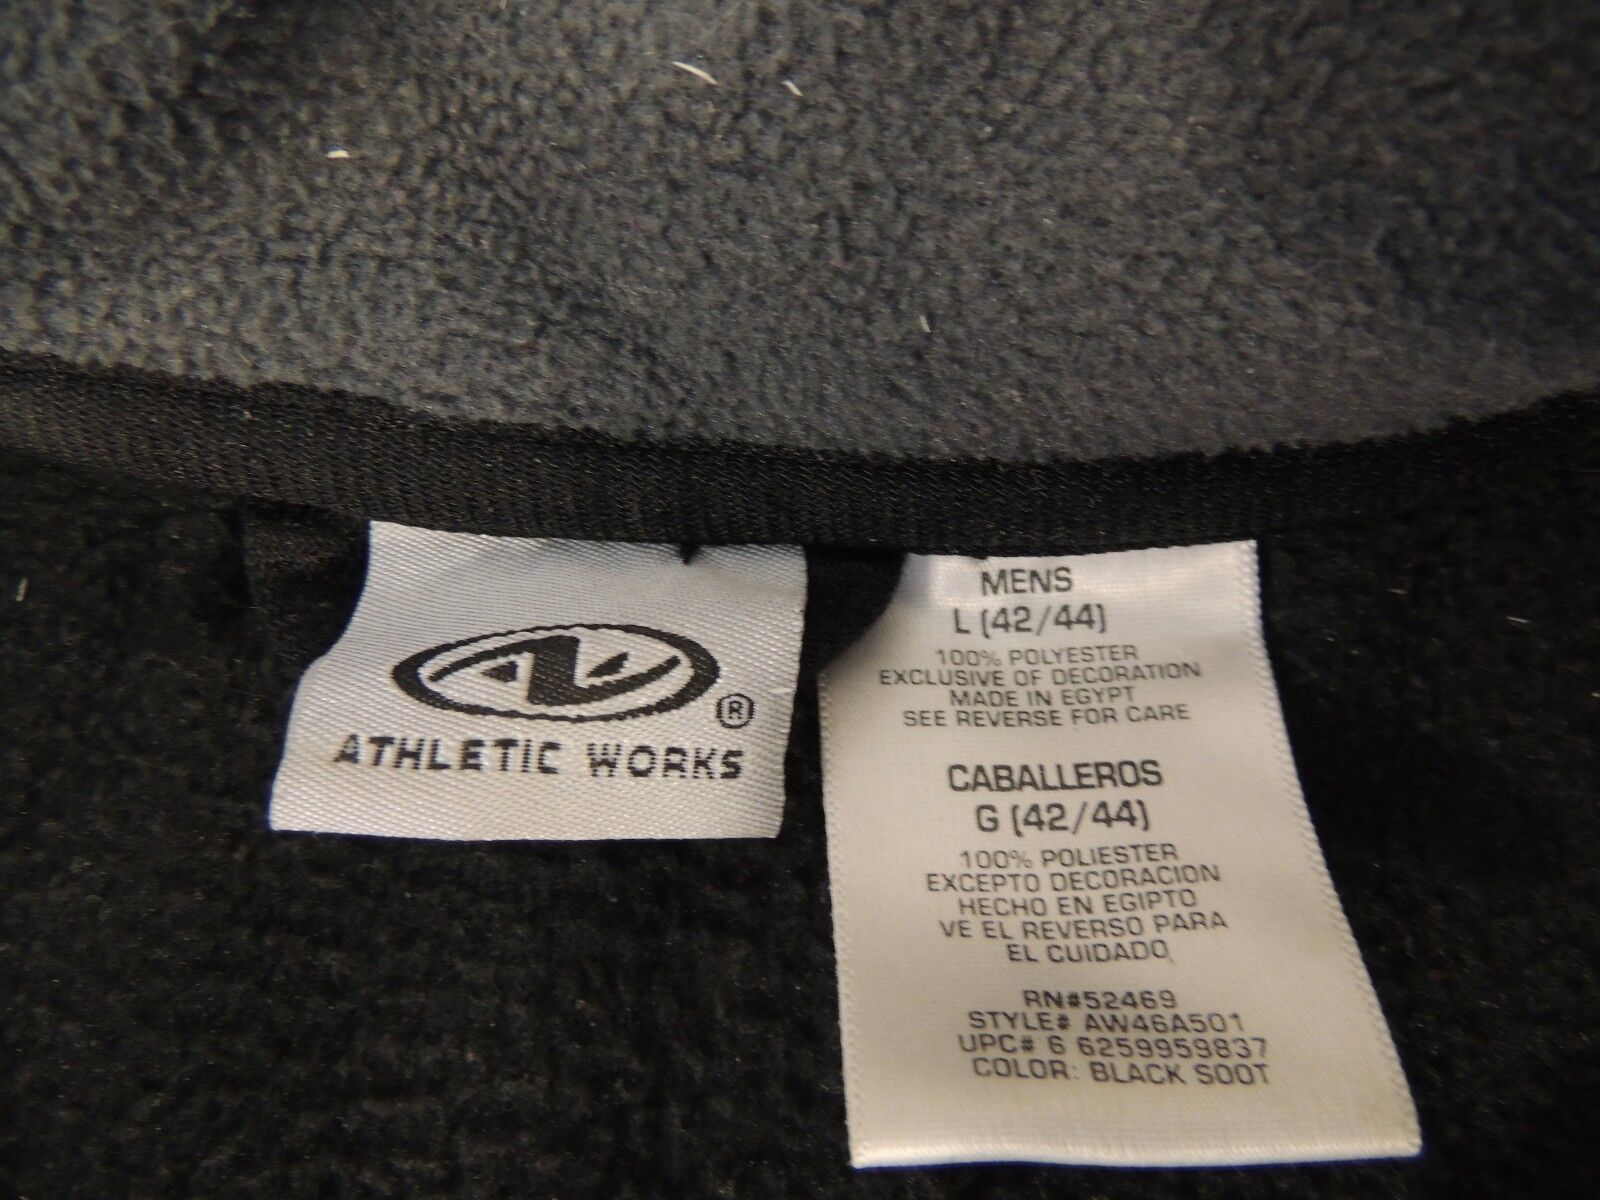 ®
ATHLETIC WORKS
MENS
L (42/44)
100% POLYESTER
EXCLUSIVE OF DECORATION
MADE IN EGYPT
SEE REVERSE FOR CARE
CABALLEROS
G (42/44)
100% POLIESTER
EXCEPTO DECORACION
HECHO EN EGIPTO
VE EL REVERSO PARA
EL CUIDADO
RN#52469
STYLE# AW46A501
UPC# 6 6259959837
COLOR: BLACK SOOT